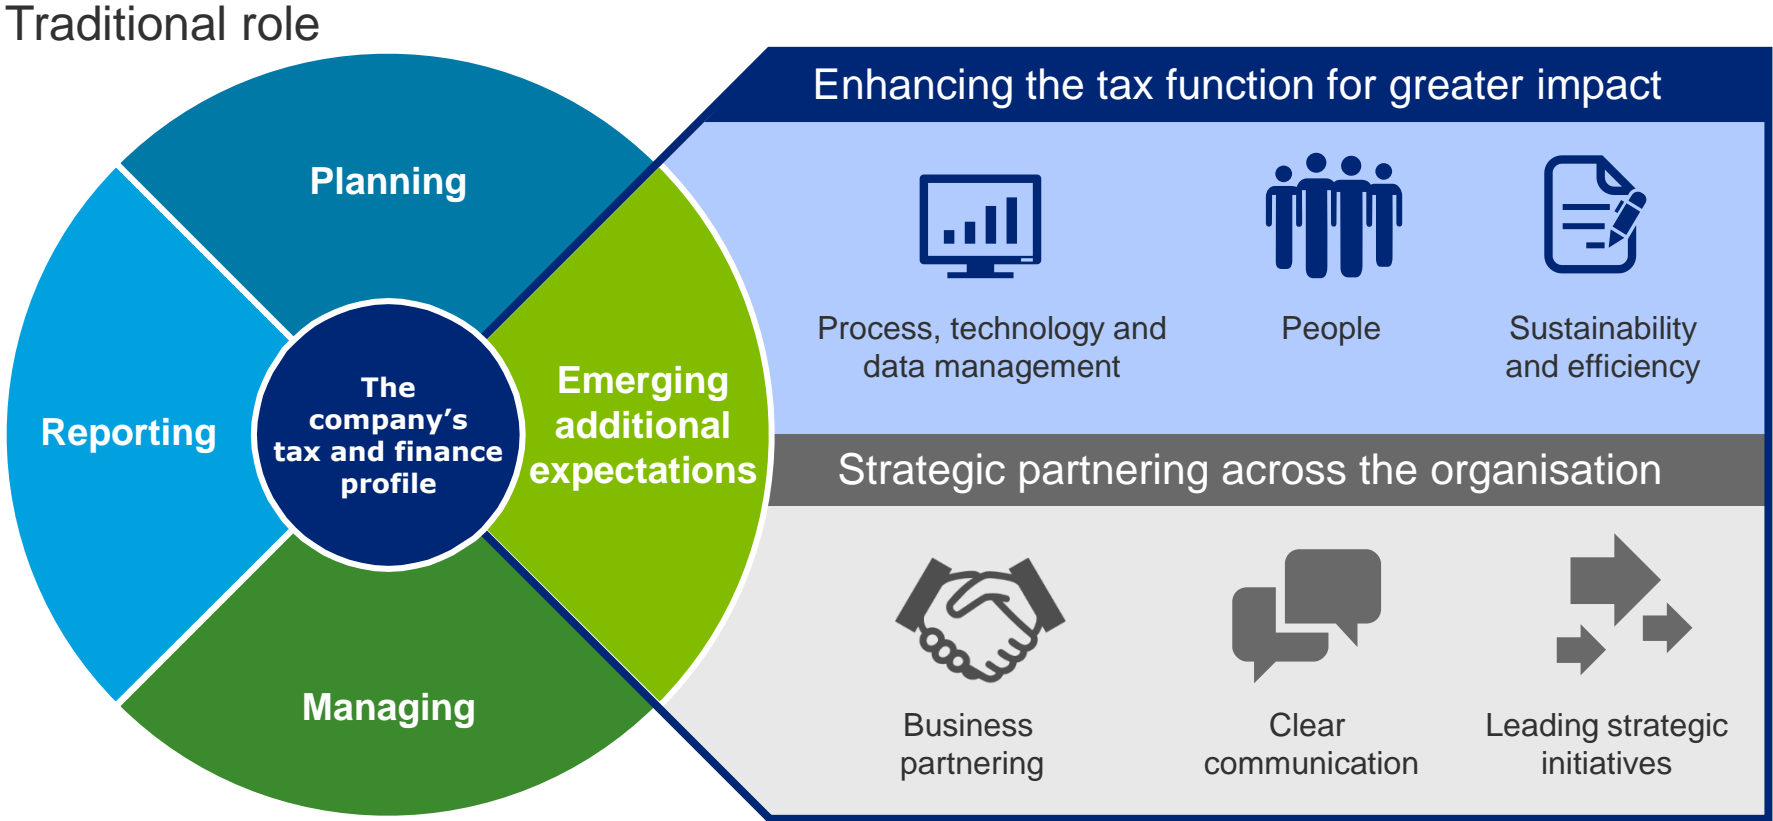 Traditional role
Planning
Reporting
The
company's
tax and finance
profile
Emerging
additional
expectations
Managing
Enhancing the tax function for greater impact
Process, technology and
data management
People
Sustainability
and efficiency
Strategic partnering across the organisation
Business
partnering
Clear
communication
Leading strategic
initiatives